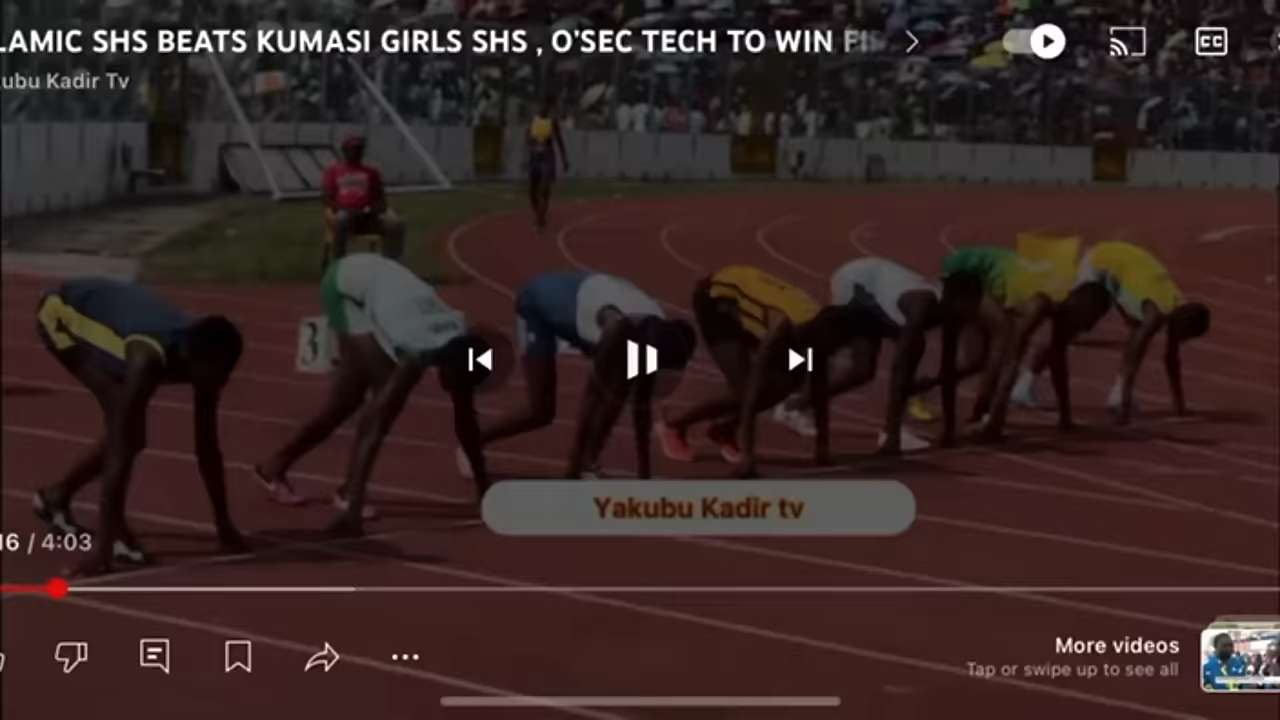 LAMIC SHS BEATS KUMASI GIRLS SHS , O'SEC TECH TO WIN
ubu Kadir Tv
CC
3
Yakubu Kadir tv
16 / 4:03
More videos
Tap or swipe up to see all